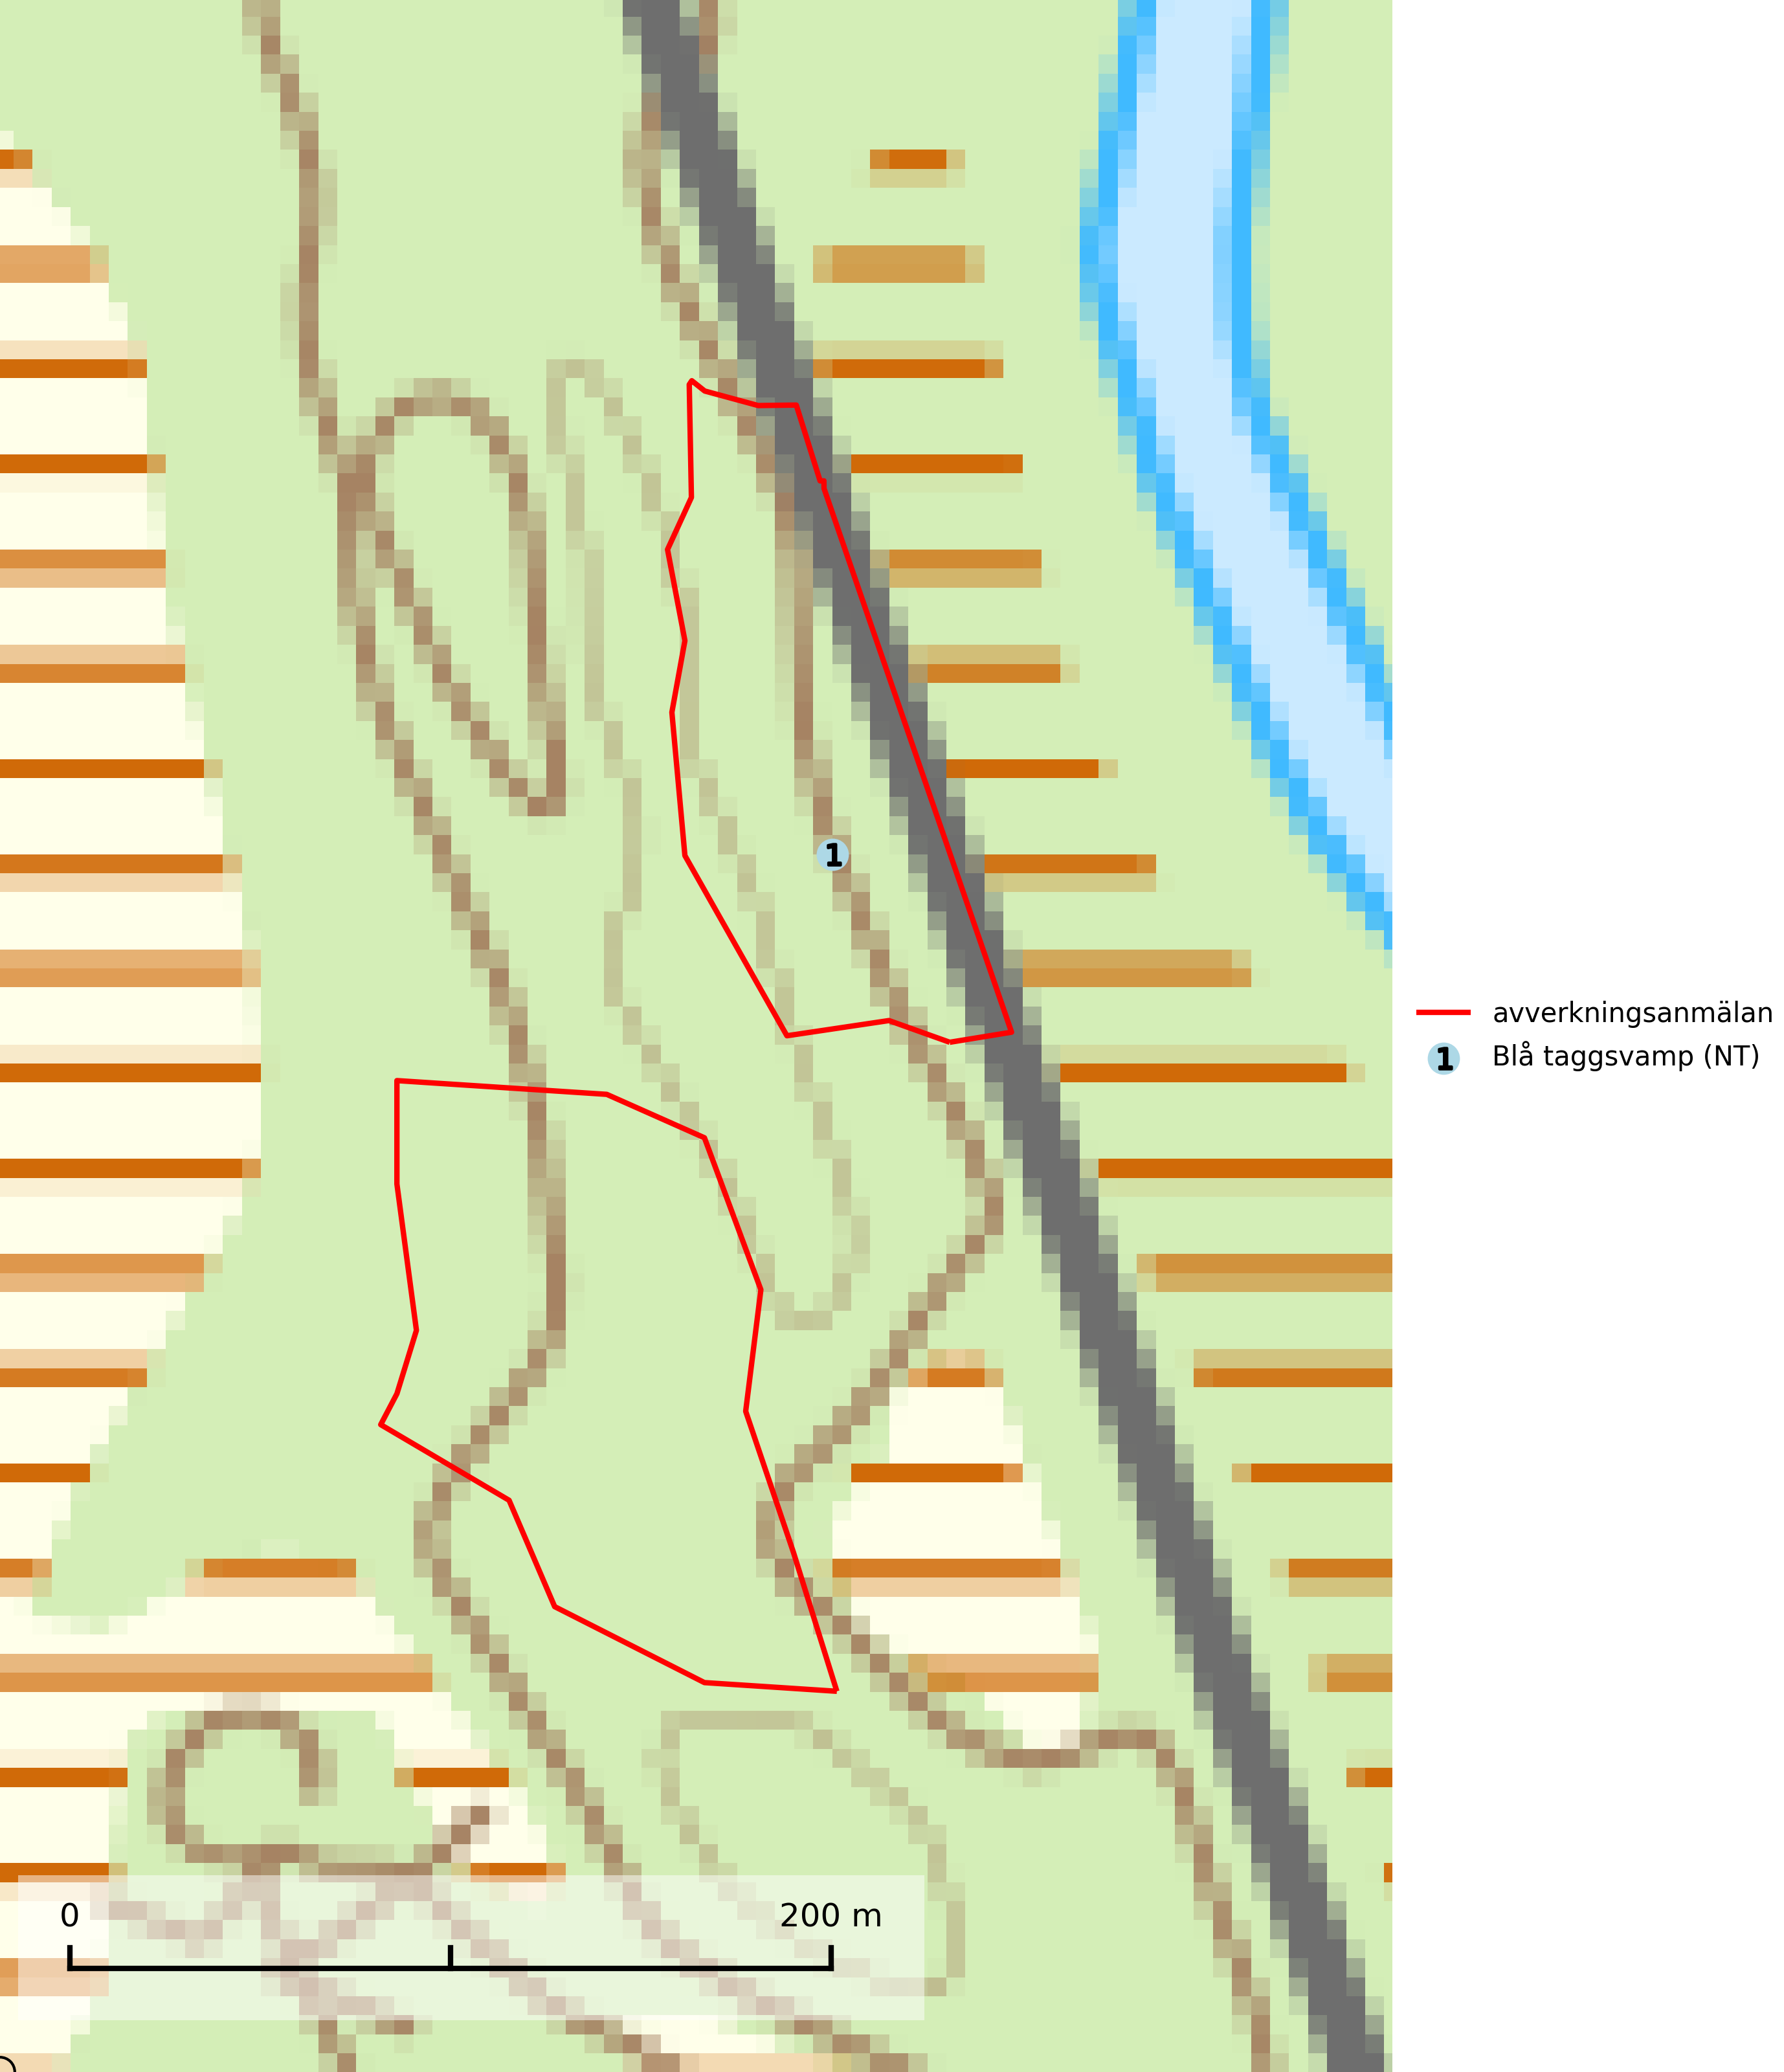 1
avverkningsanmälan
1 Blå taggsvamp (NT)
0 200 m